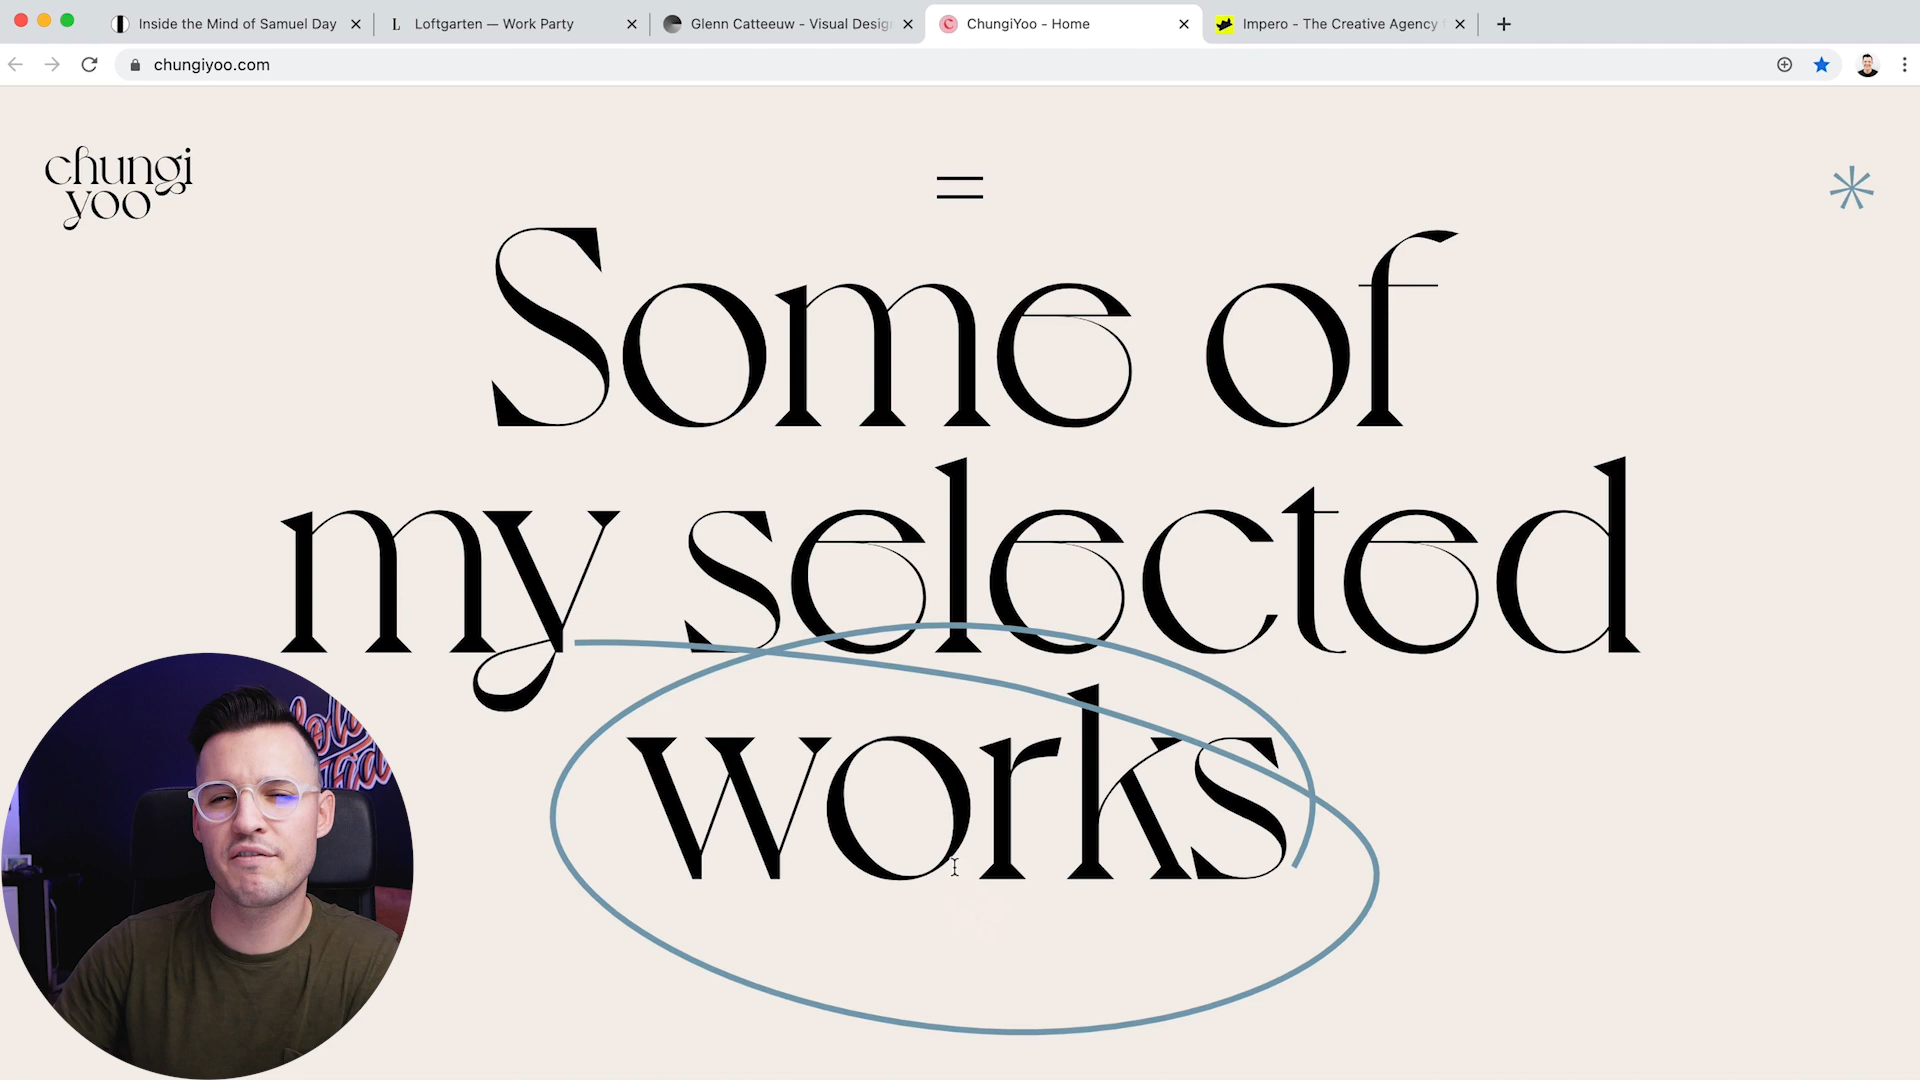 Inside the Mind of Samuel Day
Loftgarten — Work Party
Glenn Catteeuw - Visual Desig
ChungiYoo - Home
Impero - The Creative Agency
chungiyoo.com
chungi
yoo
Some of
my selected
works